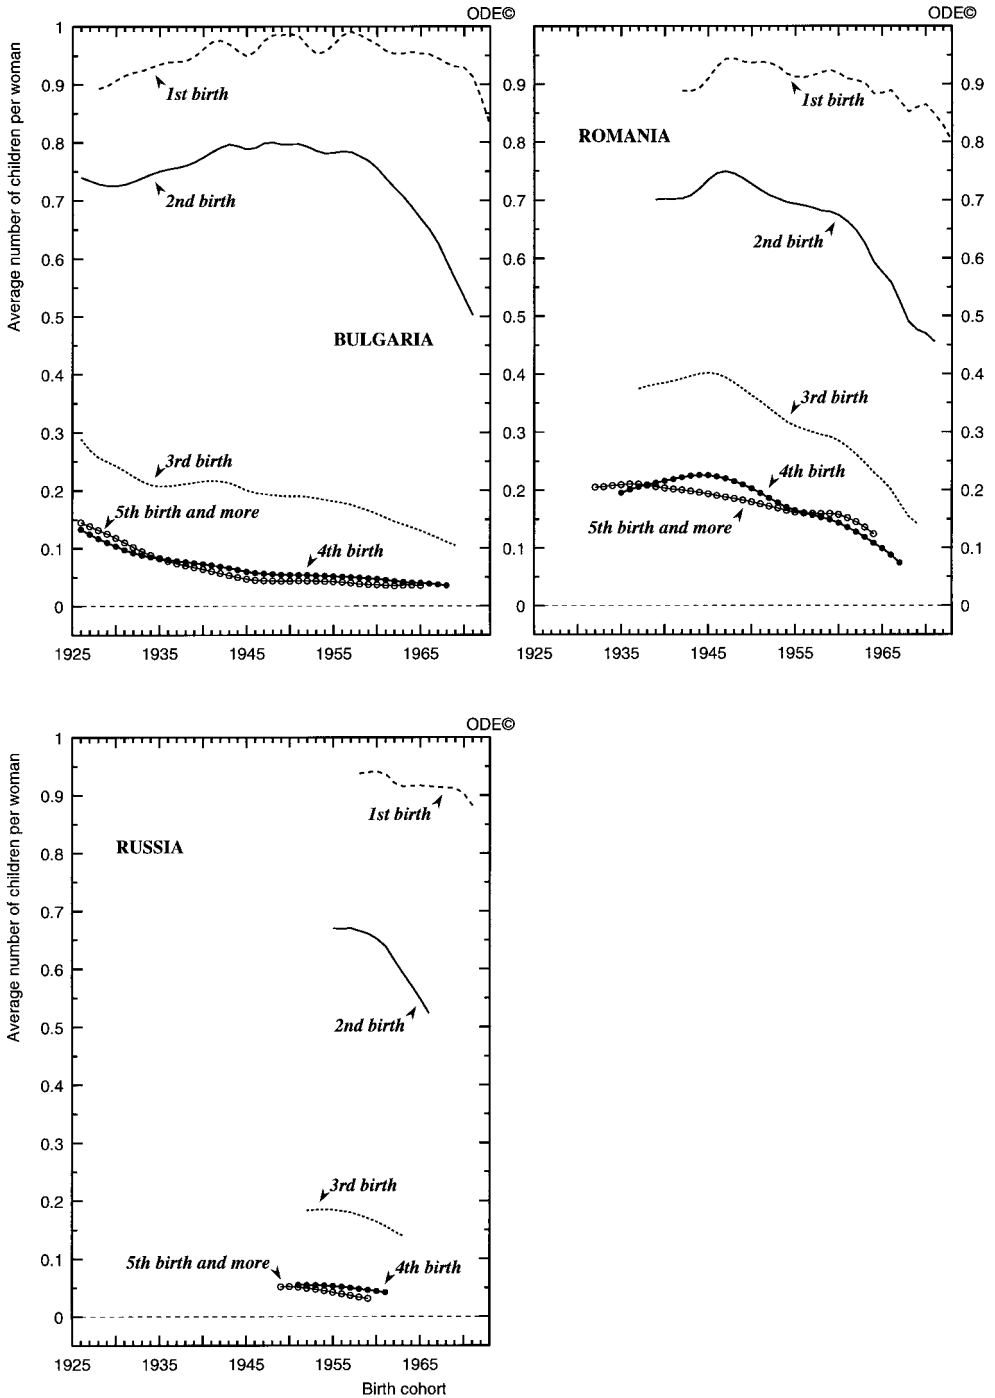 ODE©
ODE©
Average number of children per woman
1
0.9
0.8
0.7
0.6
0.5
0.4
0.3
0.2
0.1
0
1st birth
2nd birth
BULGARIA
3rd birth
5th birth and more
4th birth
1925
1935
1945
1955
1965
1st birth
ROMANIA
2nd birth
3rd birth
4th birth
5th birth and more
0.9
0.8
0.7
0.6
0.5
0.4
0.3
0.2
0.1
0
1925
1935
1945
1955
1965
ODE©
Average number of children per woman
1
0.9
0.8
0.7
0.6
0.5
0.4
0.3
0.2
0.1
0
1st birth
RUSSIA
2nd birth
3rd birth
5th birth and more
4th birth
1925
1935
1945
1955
1965
Birth cohort